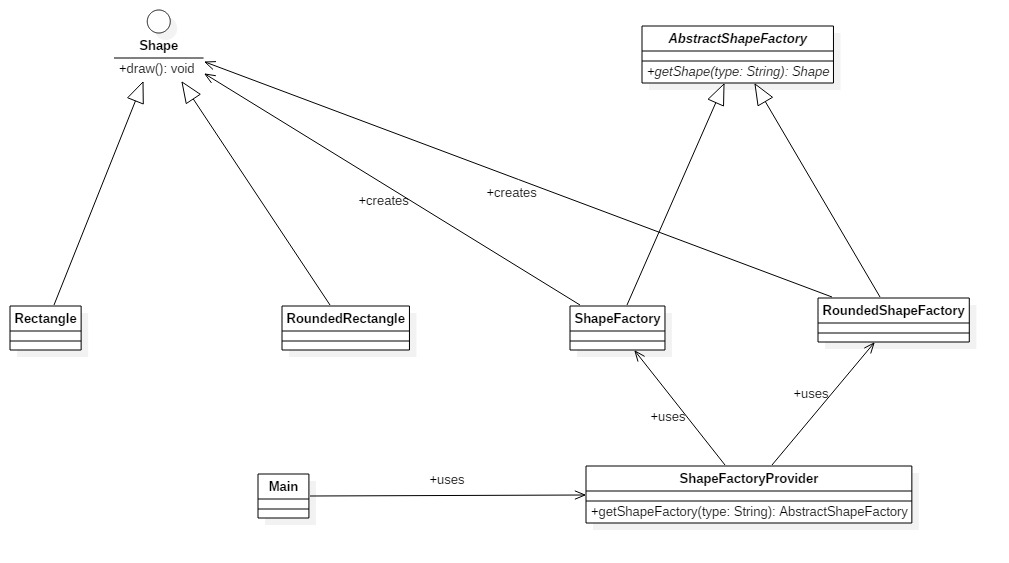 Shape
+draw(): void
AbstractShapeFactory
+getShape(type: String): Shape
+creates
+creates
Rectangle
RoundedRectangle
ShapeFactory
RoundedShapeFactory
+uses
+uses
Main
+uses
ShapeFactoryProvider
+getShapeFactory(type: String): AbstractShapeFactory